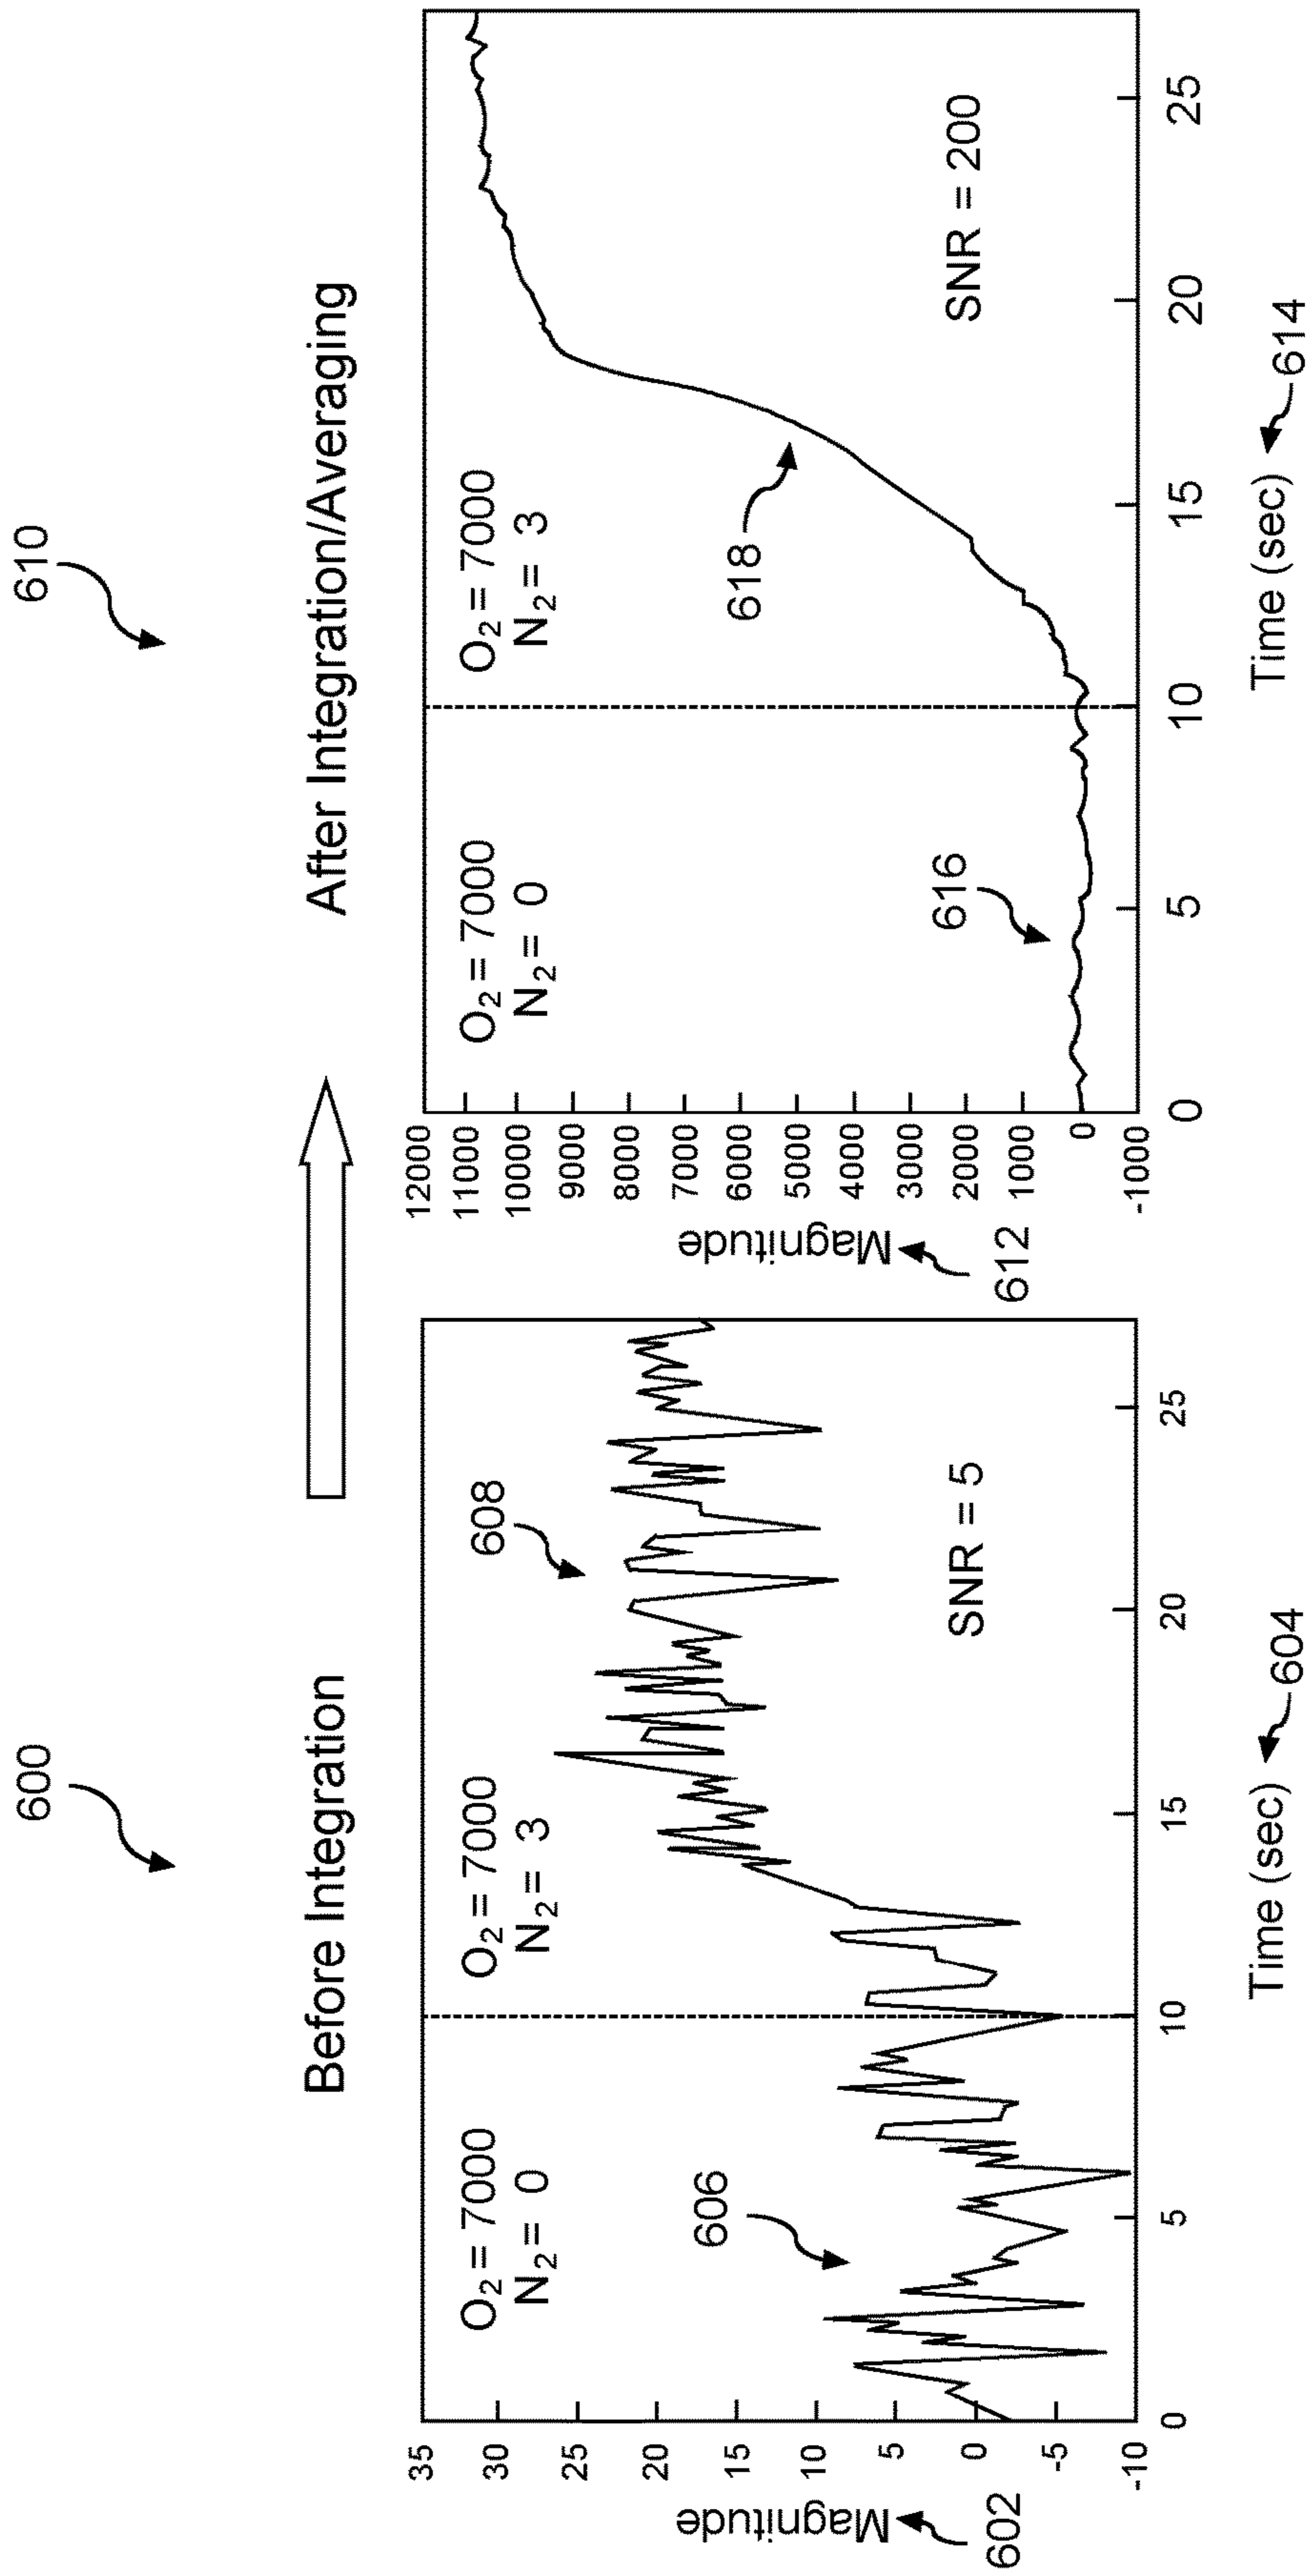 600
Before Integration
O2 = 7000
N2 = 0
O2 = 7000
N2 = 3
606
608
SNR = 5
35
30
25
20
15
10
5
0
-5
-10
Magnitude
602
0
5
10
15
20
25
Time (sec)
604
610
After Integration/Averaging
O2 = 7000
N2 = 0
O2 = 7000
N2 = 3
616
618
SNR = 200
12000
11000
10000
9000
8000
7000
6000
5000
4000
3000
2000
1000
0
-1000
Magnitude
612
0
5
10
15
20
25
Time (sec)
614